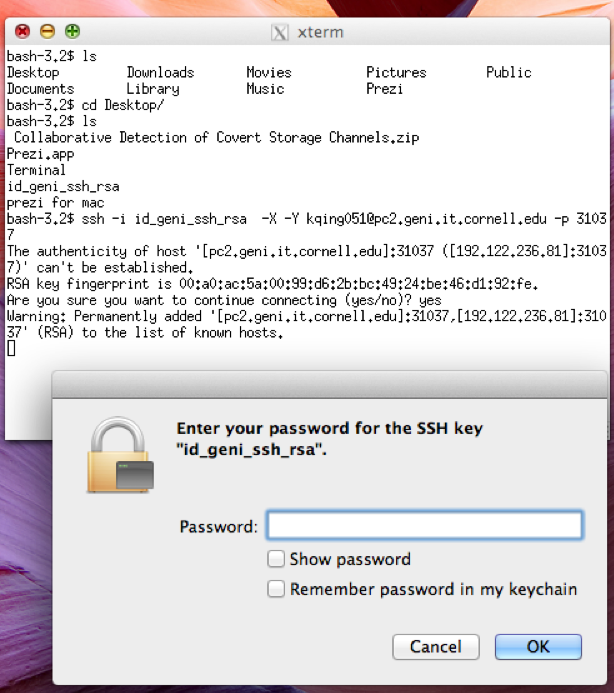 X xterm
bash-3.2$ ls
Desktop Downloads Movies Pictures Public
Documents Library Music Prezi
bash-3.2$ cd Desktop/
bash-3.2$ ls
 Collaborative Detection of Covert Storage Channels.zip
Prezi.app
Terminal
id_geni_ssh_rsa
prezi for mac
bash-3.2$ ssh -i id_geni_ssh_rsa  -X -Y kqing051@pc2.geni.it.cornell.edu -p 3103
7
The authenticity of host '[pc2.geni.it.cornell.edu]:31037 ([192.122.236.81]:3103
7)' can't be established.
RSA key fingerprint is 00:a0:ac:5a:00:99:d6:2b:bc:49:24:be:46:d1:92:fe.
Are you sure you want to continue connecting (yes/no)? yes
Warning: Permanently added '[pc2.geni.it.cornell.edu]:31037,[192.122.236.81]:310
37' (RSA) to the list of known hosts.
Enter your password for the SSH key
"id_geni_ssh_rsa".
Password:
Show password
Remember password in my keychain
Cancel OK